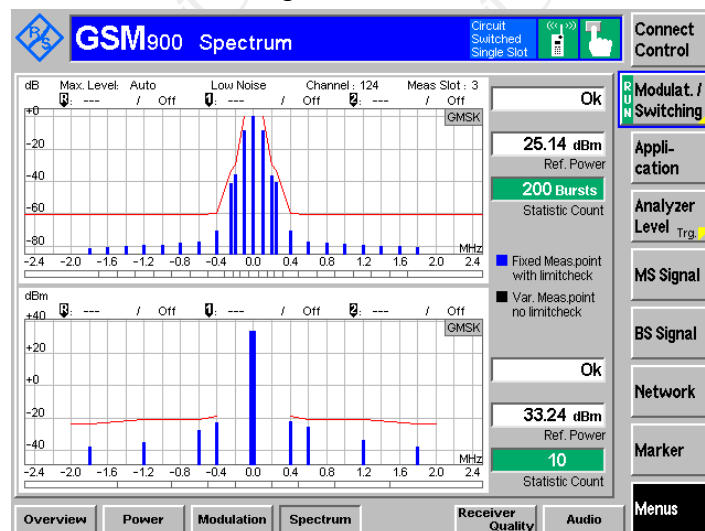 R&S
GSM900 Spectrum
Circuit
Switched
Single Slot
Connect
Control
dB Max. Level: Auto Low Noise Channel : 124 Meas Slot : 3
R: --- / Off 1: --- / Off 2: --- / Off
GMSK
+0
-20
-40
-60
-80
MHz
-2.4 -2.0 -1.6 -1.2 -0.8 -0.4 0.0 0.4 0.8 1.2 1.6 2.0 2.4
Ok
25.14 dBm
Ref. Power
200 Bursts
Statistic Count
Fixed Meas.point
with limitcheck
Var. Meas.point
no limitcheck
dBm
R: --- / Off 1: --- / Off 2: --- / Off
GMSK
+40
+20
+0
-20
-40
MHz
-2.4 -2.0 -1.6 -1.2 -0.8 -0.4 0.0 0.4 0.8 1.2 1.6 2.0 2.4
Ok
33.24 dBm
Ref. Power
10
Statistic Count
RUN
Modulat. /
Switching
Appli-
cation
Analyzer
Level Trg.
MS Signal
BS Signal
Network
Marker
Menus
Overview Power Modulation Spectrum Receiver
Quality Audio